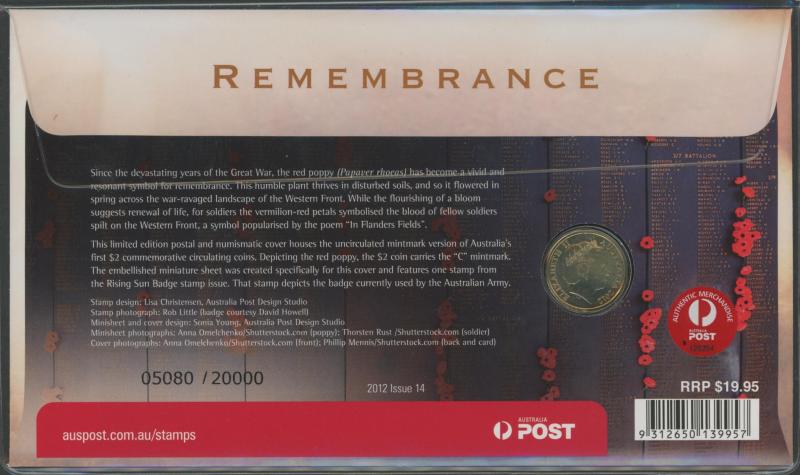 REMEMBRANCE
Since the devastating years of the Great War, the red poppy (Papaver rhoeas) has become a vivid and
resonant symbol for remembrance. This humble plant thrives in disturbed soils, and so it flowered in
spring across the war-ravaged landscape of the Western Front. While the flourishing of a bloom
suggests renewal of life, for soldiers the vermilion-red petals symbolised the blood of fellow soldiers
spilt on the Western Front, a symbol popularised by the poem "In Flanders Fields".
This limited edition postal and numismatic cover houses the uncirculated mintmark version of Australia's
first $2 commemorative circulating coins. Depicting the red poppy, the $2 coin carries the "C" mintmark.
The embellished miniature sheet was created specifically for this cover and features one stamp from
the Rising Sun Badge stamp issue. That stamp depicts the badge currently used by the Australian Army.
Stamp design: Lisa Christensen, Australia Post Design Studio
Stamp photograph: Rob Little (badge courtesy David Howell)
Minisheet and cover design: Sonia Young, Australia Post Design Studio
Minisheet photographs: Anna Omelchenko/Shutterstock.com (poppy); Thorsten Rust /Shutterstock.com (soldier)
Cover photographs: Anna Omelchenko/Shutterstock.com (front); Phillip Mennis/Shutterstock.com (back and card)
05080 / 20000
2012 Issue 14
3/7 BATTALION
ELIZABETH II AUSTRALIA 2012
AUTHENTIC MERCHANDISE
AUSTRALIA
POST
RRP $19.95
auspost.com.au/stamps
AUSTRALIA
POST
9 312650 139957